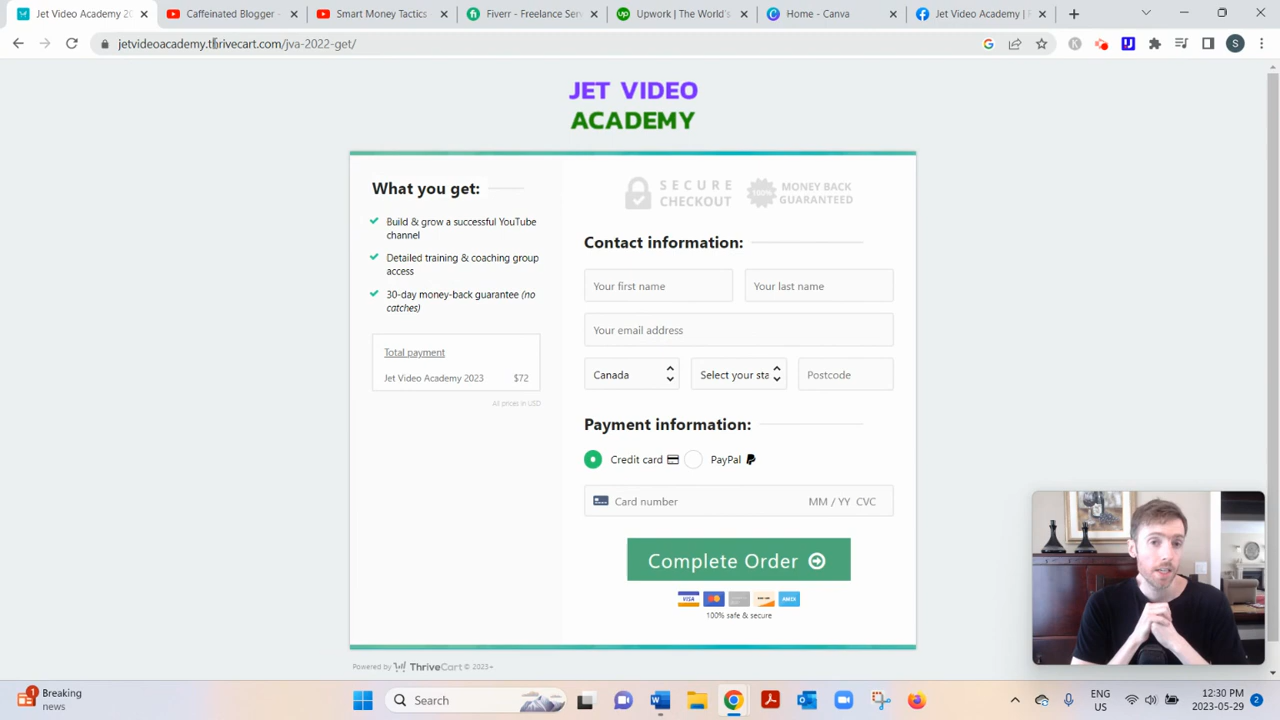 Jet Video Academy 20
Caffeinated Blogger -
Smart Money Tactics
Fiverr - Freelance Serv
Upwork | The World's
Home - Canva
Jet Video Academy |
jetvideoacademy.thrivecart.com/jva-2022-get/
S
JET VIDEO
ACADEMY
What you get:
Build & grow a successful YouTube
channel
Detailed training & coaching group
access
30-day money-back guarantee (no
catches)
Total payment
Jet Video Academy 2023 $72
All prices in USD
SECURE
CHECKOUT
100%
MONEY BACK
GUARANTEED
Contact information:
Your first name
Your last name
Your email address
Canada
Select your sta
Postcode
Payment information:
Credit card
PayPal
Card number
MM / YY CVC
Complete Order
VISA
100% safe & secure
Powered by ThriveCart © 2023+
1
Breaking
news
Search
ENG
US
12:30 PM
2023-05-29
2